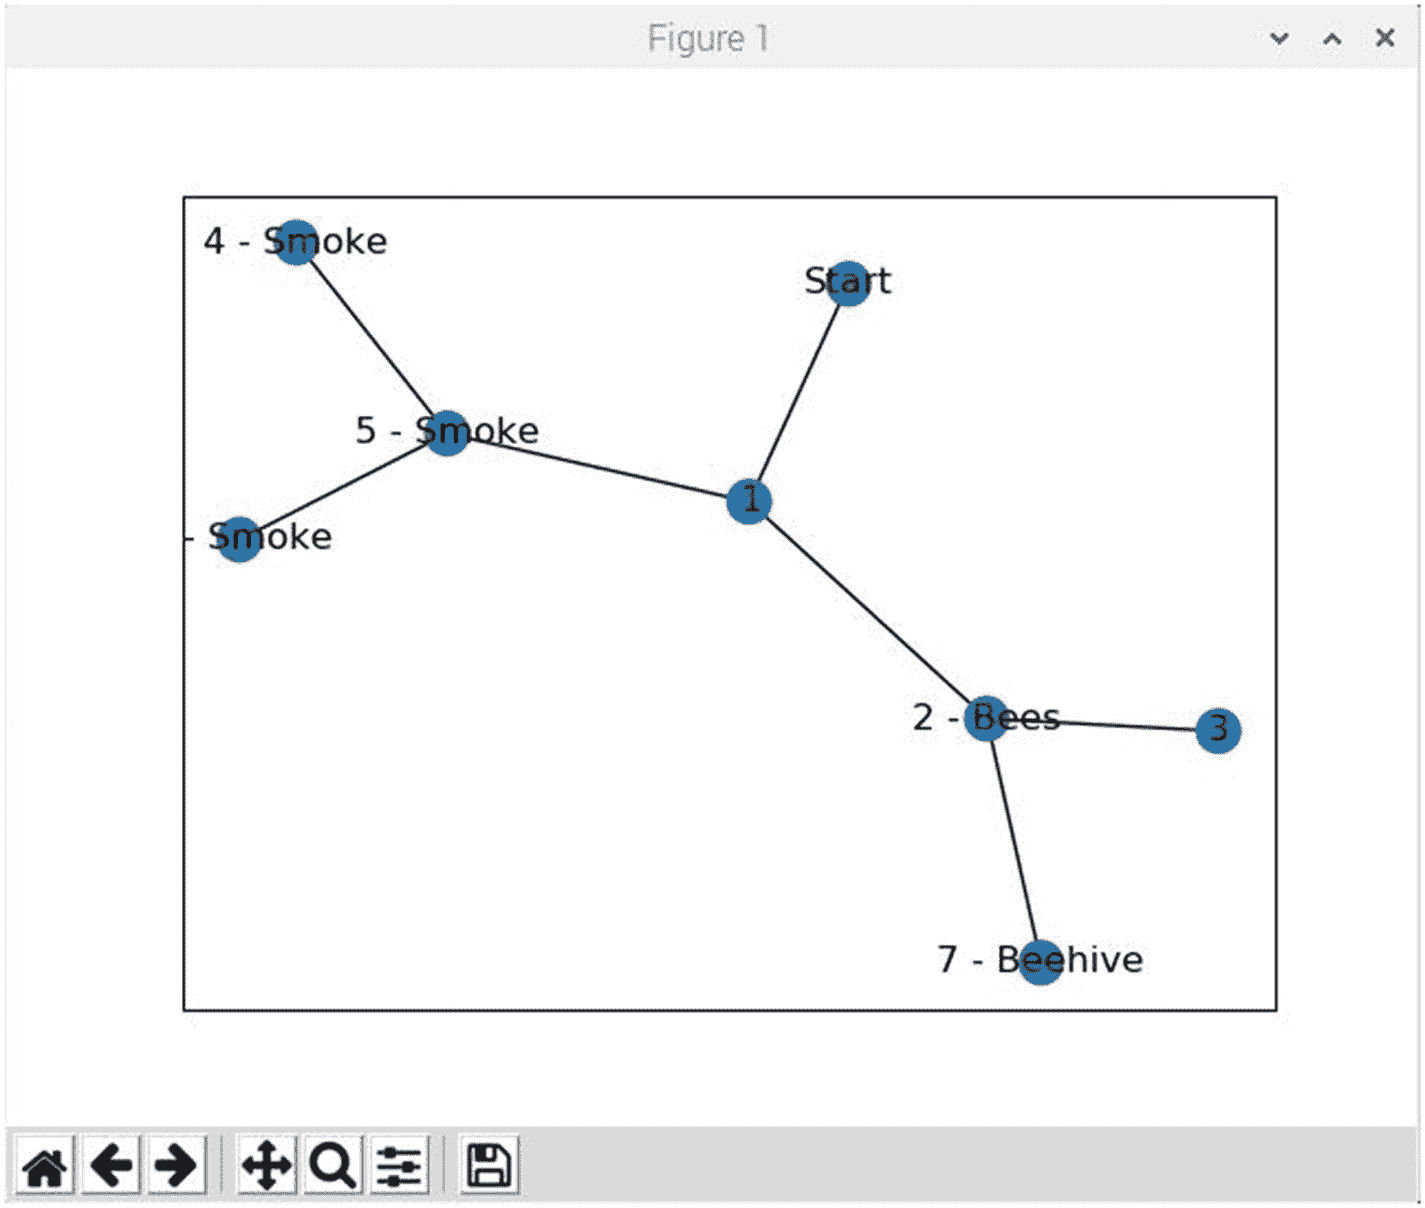 Figure 1
4 - Smoke
Start
5 - Smoke
1
- Smoke
2 - Bees
3
7 - Beehive